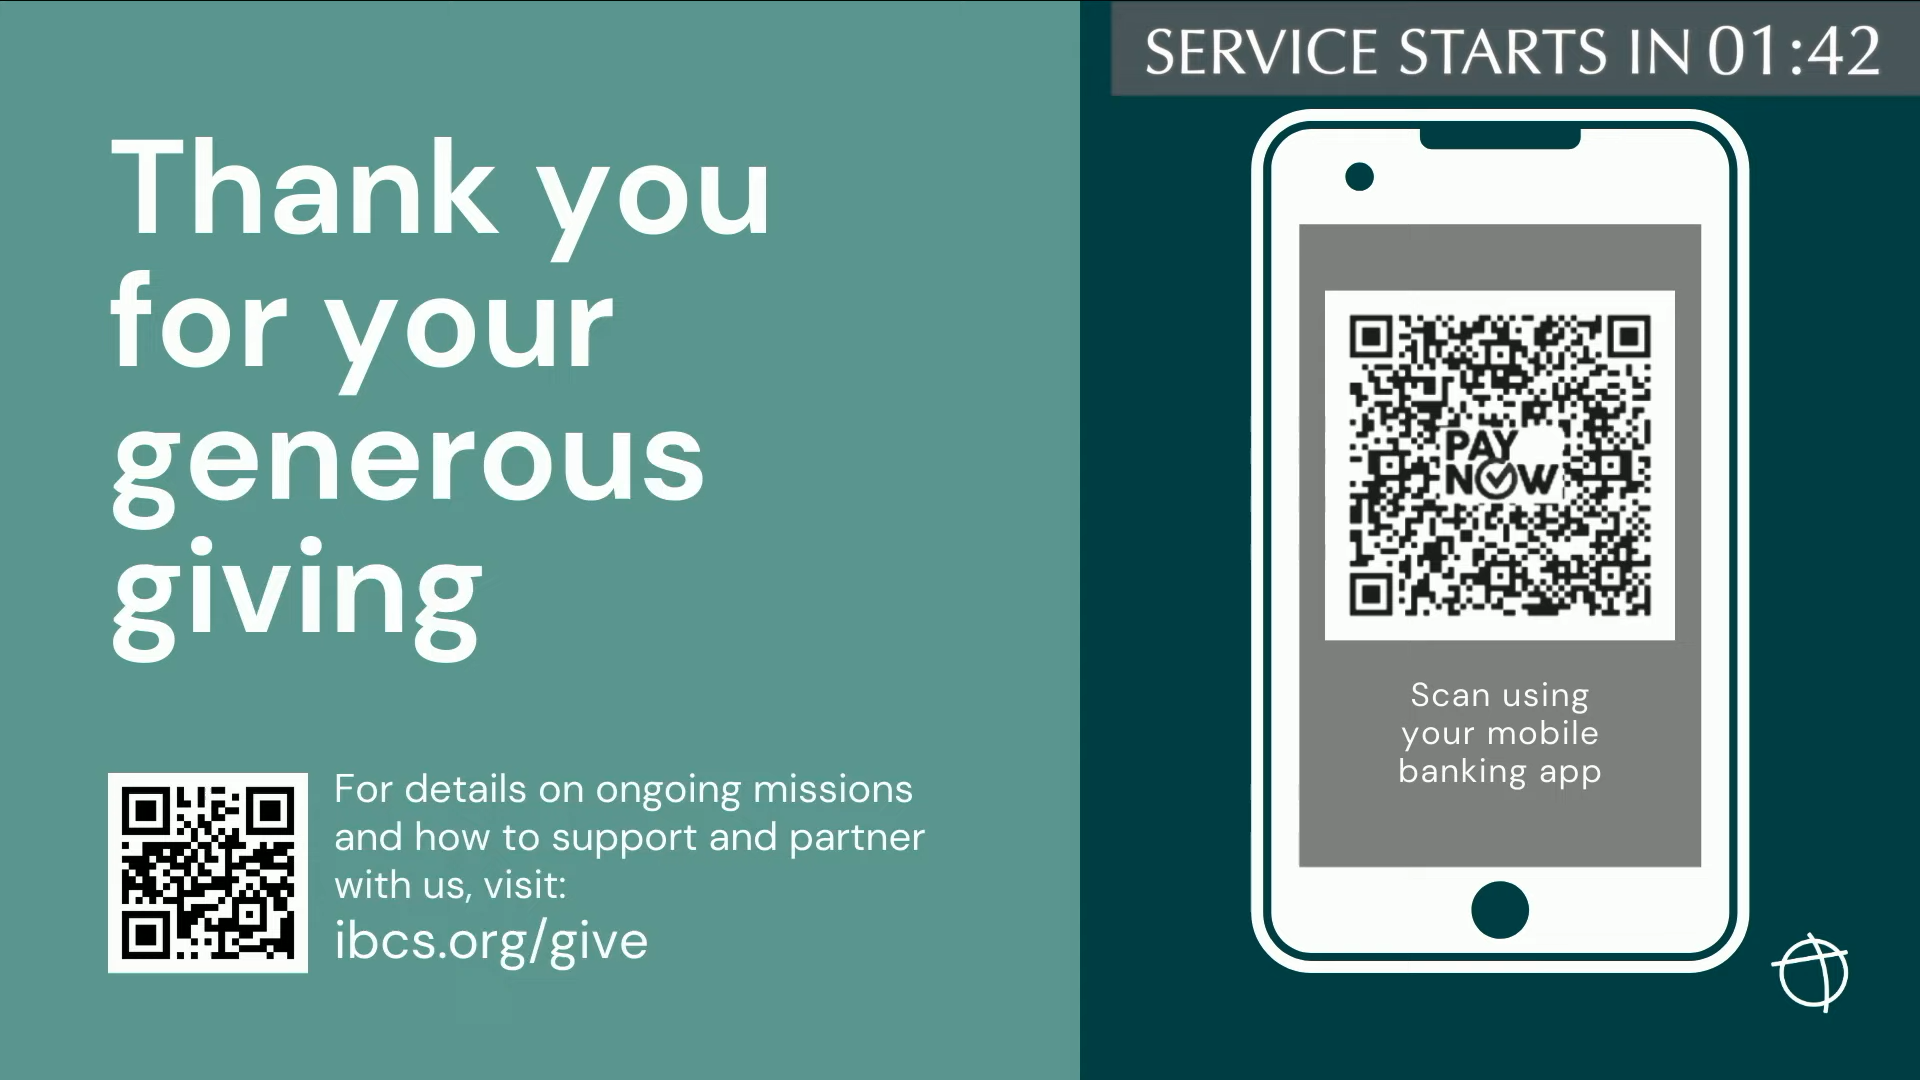 SERVICE STARTS IN 01:42
Thank you
for your
generous
giving
For details on ongoing missions
and how to support and partner
with us, visit:
ibcs.org/give
PAY
NOW
Scan using
your mobile
banking app